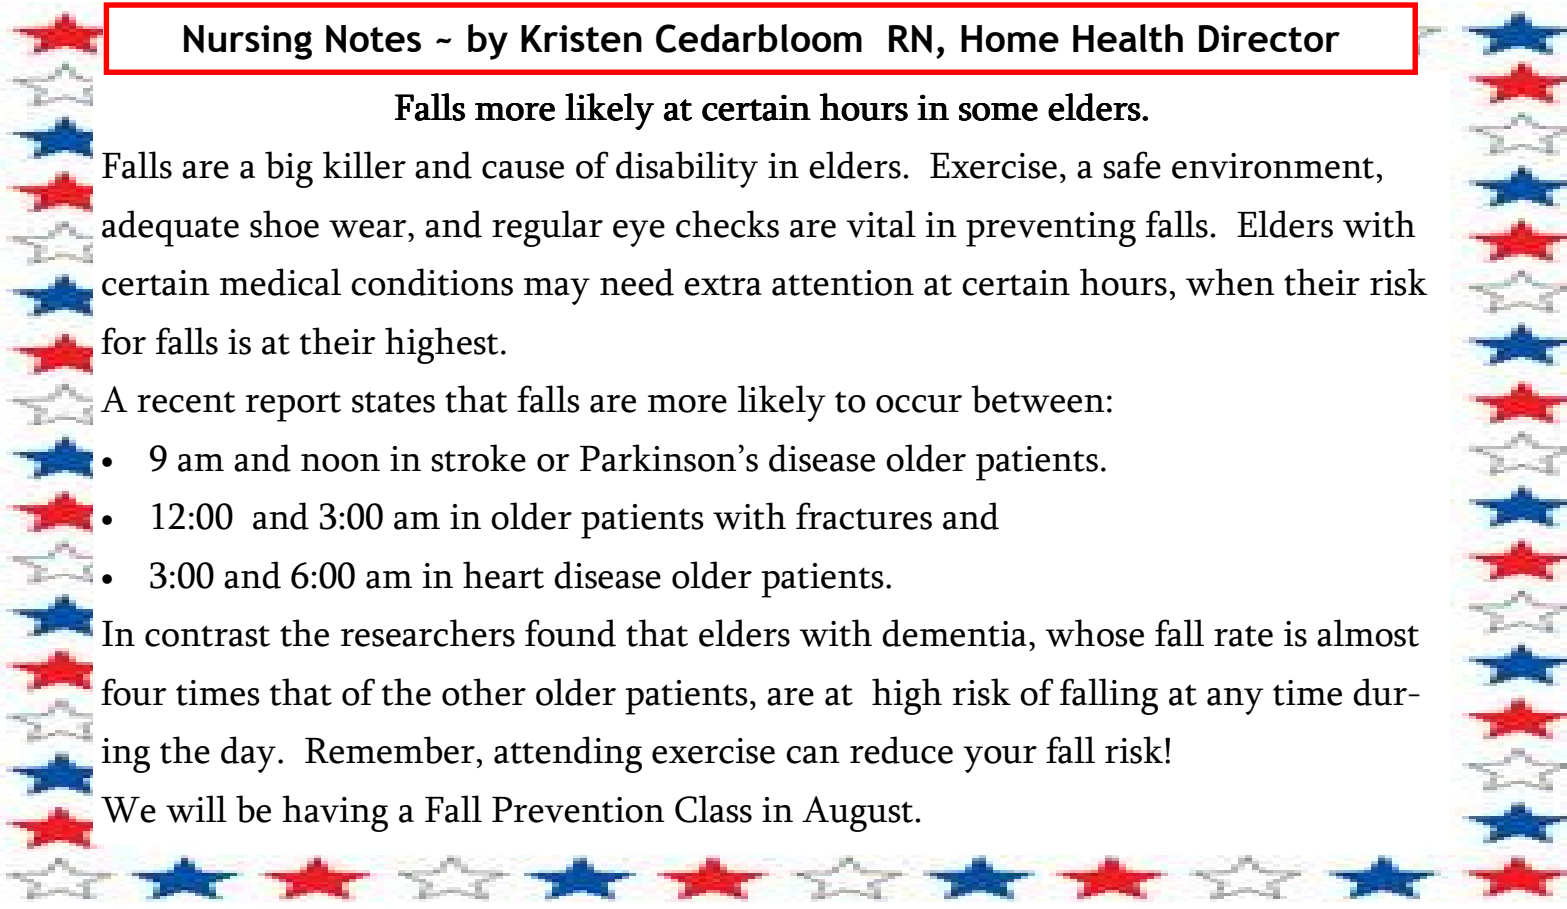 Nursing Notes ~ by Kristen Cedarbloom  RN, Home Health Director
Falls more likely at certain hours in some elders.
Falls are a big killer and cause of disability in elders.  Exercise, a safe environment,
adequate shoe wear, and regular eye checks are vital in preventing falls.  Elders with
certain medical conditions may need extra attention at certain hours, when their risk
for falls is at their highest.
A recent report states that falls are more likely to occur between:
•   9 am and noon in stroke or Parkinson’s disease older patients.
•   12:00  and 3:00 am in older patients with fractures and
•   3:00 and 6:00 am in heart disease older patients.
In contrast the researchers found that elders with dementia, whose fall rate is almost
four times that of the other older patients, are at  high risk of falling at any time dur-
ing the day.  Remember, attending exercise can reduce your fall risk!
We will be having a Fall Prevention Class in August.